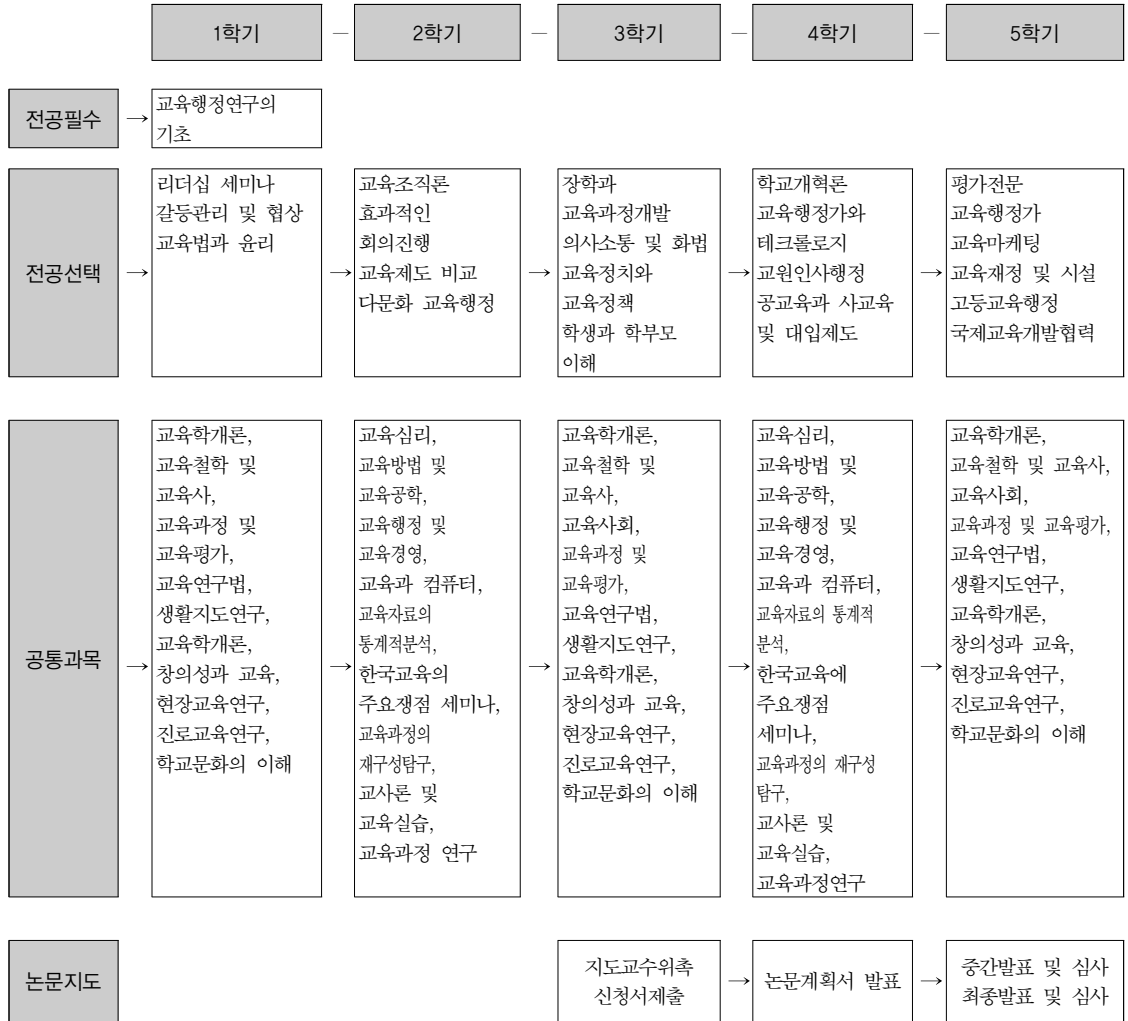 1학기 – 2학기 – 3학기 – 4학기 – 5학기
전공필수
→
교육행정연구의
기초
전공선택
→
리더십 세미나
갈등관리 및 협상
교육법과 윤리
→
교육조직론
효과적인
회의진행
교육제도 비교
다문화 교육행정
→
장학과
교육과정개발
의사소통 및 화법
교육정치와
교육정책
학생과 학부모
이해
→
학교개혁론
교육행정가와
테크롤로지
교원인사행정
공교육과 사교육
및 대입제도
→
평가전문
교육행정가
교육마케팅
교육재정 및 시설
고등교육행정
국제교육개발협력
공통과목
→
교육학개론,
교육철학 및
교육사,
교육과정 및
교육평가,
교육연구법,
생활지도연구,
교육학개론,
창의성과 교육,
현장교육연구,
진로교육연구,
학교문화의 이해
→
교육심리,
교육방법 및
교육공학,
교육행정 및
교육경영,
교육과 컴퓨터,
교육자료의
통계적분석,
한국교육의
주요쟁점 세미나,
교육과정의
재구성탐구,
교사론 및
교육실습,
교육과정 연구
→
교육학개론,
교육철학 및
교육사,
교육사회,
교육과정 및
교육평가,
교육연구법,
생활지도연구,
교육학개론,
창의성과 교육,
현장교육연구,
진로교육연구,
학교문화의 이해
→
교육심리,
교육방법 및
교육공학,
교육행정 및
교육경영,
교육과 컴퓨터,
교육자료의 통계적
분석,
한국교육에
주요쟁점
세미나,
교육과정의 재구성
탐구,
교사론 및
교육실습,
교육과정연구
→
교육학개론,
교육철학 및 교육사,
교육사회,
교육과정 및 교육평가,
교육연구법,
생활지도연구,
교육학개론,
창의성과 교육,
현장교육연구,
진로교육연구,
학교문화의 이해
논문지도
지도교수위촉
신청서제출
→
논문계획서 발표
→
중간발표 및 심사
최종발표 및 심사